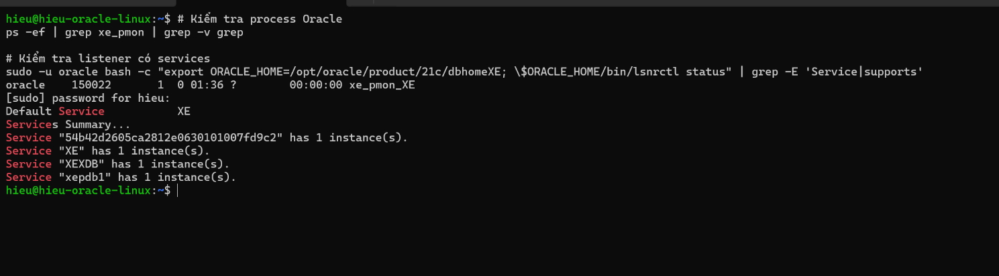 hieu@hieu-oracle-linux:~$ # Kiểm tra process Oracle
ps -ef | grep xe_pmon | grep -v grep
# Kiểm tra listener có services
sudo -u oracle bash -c "export ORACLE_HOME=/opt/oracle/product/21c/dbhomeXE; \$ORACLE_HOME/bin/lsnrctl status" | grep -E 'Service|supports'
oracle    150022       1  0 01:36 ?        00:00:00 xe_pmon_XE
[sudo] password for hieu:
Default Service           XE
Services Summary...
Service "54b42d2605ca2812e0630101007fd9c2" has 1 instance(s).
Service "XE" has 1 instance(s).
Service "XEXDB" has 1 instance(s).
Service "xepdb1" has 1 instance(s).
hieu@hieu-oracle-linux:~$